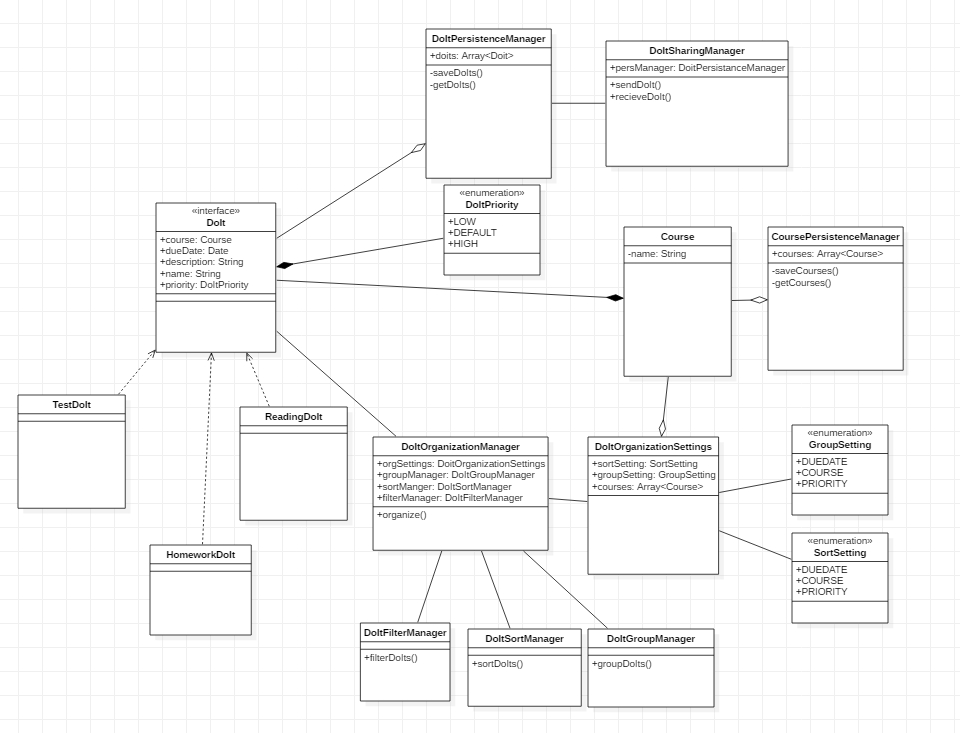 DoItPersistenceManager
+doits: Array<Doit>
-saveDoIts()
-getDoIts()
DoItSharingManager
+persManager: DoitPersistanceManager
+sendDoIt()
+recieveDoIt()
«enumeration»
DoItPriority
+LOW
+DEFAULT
+HIGH
«interface»
DoIt
+course: Course
+dueDate: Date
+description: String
+name: String
+priority: DoItPriority
Course
-name: String
CoursePersistenceManager
+courses: Array<Course>
-saveCourses()
-getCourses()
TestDoIt
ReadingDoIt
HomeworkDoIt
DoItOrganizationManager
+orgSettings: DoitOrganizationSettings
+groupManager: DoItGroupManager
+sortManger: DoItSortManager
+filterManager: DoItFilterManager
+organize()
DoItOrganizationSettings
+sortSetting: SortSetting
+groupSetting: GroupSetting
+courses: Array<Course>
«enumeration»
GroupSetting
+DUEDATE
+COURSE
+PRIORITY
«enumeration»
SortSetting
+DUEDATE
+COURSE
+PRIORITY
DoItFilterManager
+filterDoIts()
DoItSortManager
+sortDoIts()
DoItGroupManager
+groupDoIts()